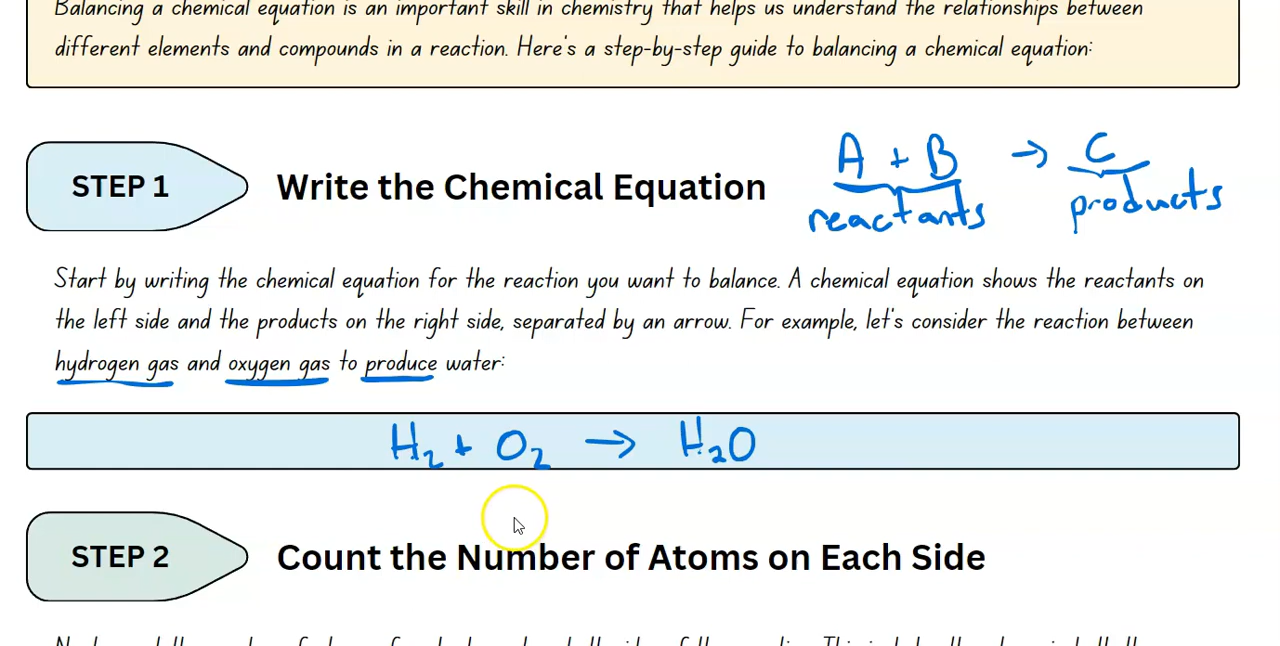 Balancing a chemical equation is an important skill in chemistry that helps us understand the relationships between
different elements and compounds in a reaction. Here's a step-by-step guide to balancing a chemical equation:
A + B → C
reactants products
STEP 1 Write the Chemical Equation
Start by writing the chemical equation for the reaction you want to balance. A chemical equation shows the reactants on
the left side and the products on the right side, separated by an arrow. For example, let's consider the reaction between
hydrogen gas and oxygen gas to produce water:
H₂ + O₂ → H₂O
STEP 2 Count the Number of Atoms on Each Side